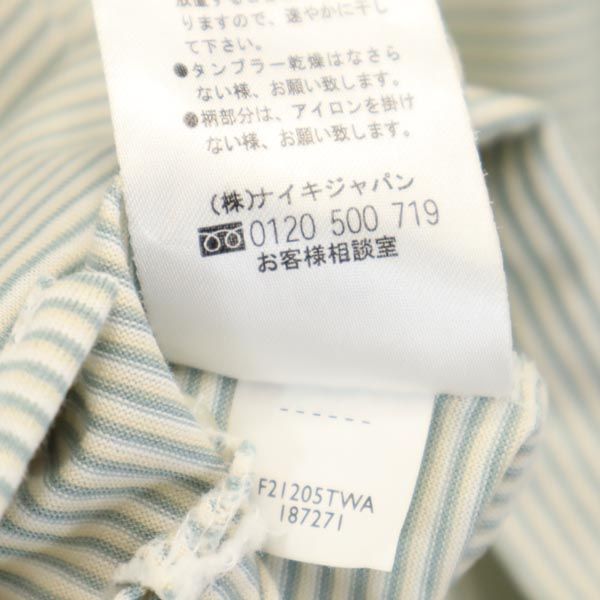 りますので、速やかに干し
て下さい。
●タンブラー乾燥はなさら
ない様、お願い致します。
●柄部分は、アイロンを掛け
ない様、お願い致します。
(株)ナイキジャパン
0120 500 719
お客様相談室
F21205TWA
187271